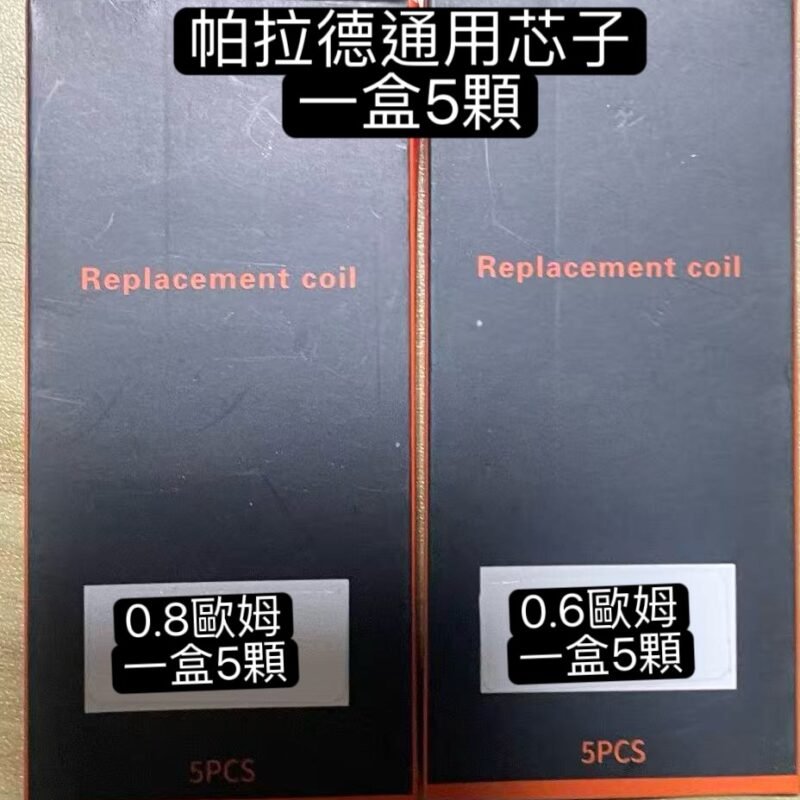 帕拉德通用芯子
一盒5顆
Replacement coil
Replacement coil
0.8歐姆
一盒5顆
0.6歐姆
一盒5顆
5PCS
5PCS